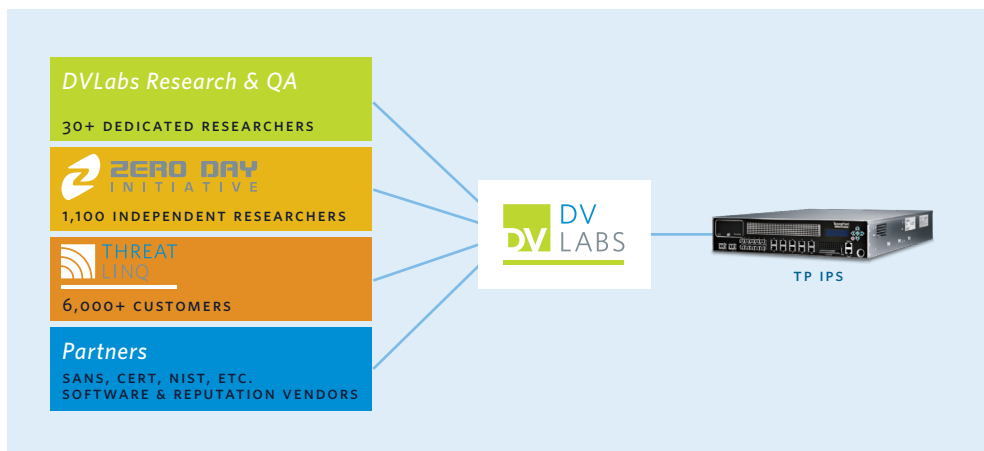 DVLabs Research & QA
30+ DEDICATED RESEARCHERS
ZERO DAY
INITIATIVE
1,100 INDEPENDENT RESEARCHERS
THREAT
LINQ
6,000+ CUSTOMERS
Partners
SANS, CERT, NIST, ETC.
SOFTWARE & REPUTATION VENDORS
DV
DV
LABS
TP IPS